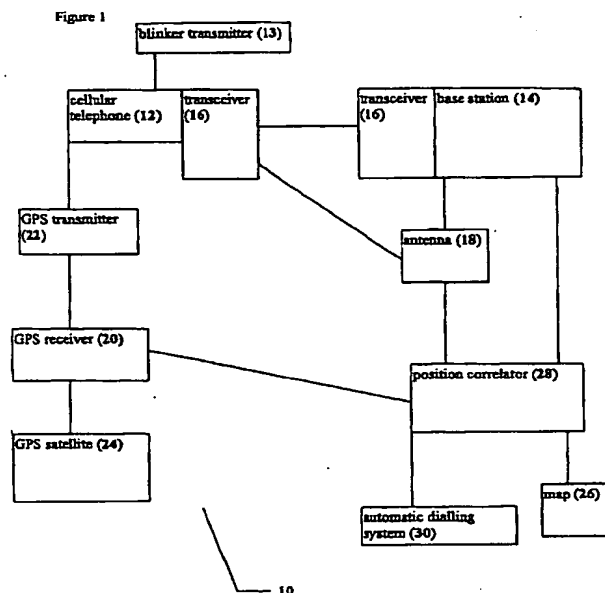 Figure 1
blinker transmitter (13)
cellular
telephone (12)
transceiver
(16)
transceiver
(16)
base station (14)
GPS transmitter
(22)
antenna (18)
GPS receiver (20)
position correlator (28)
GPS satellite (24)
map (26)
automatic dialling
system (30)
10